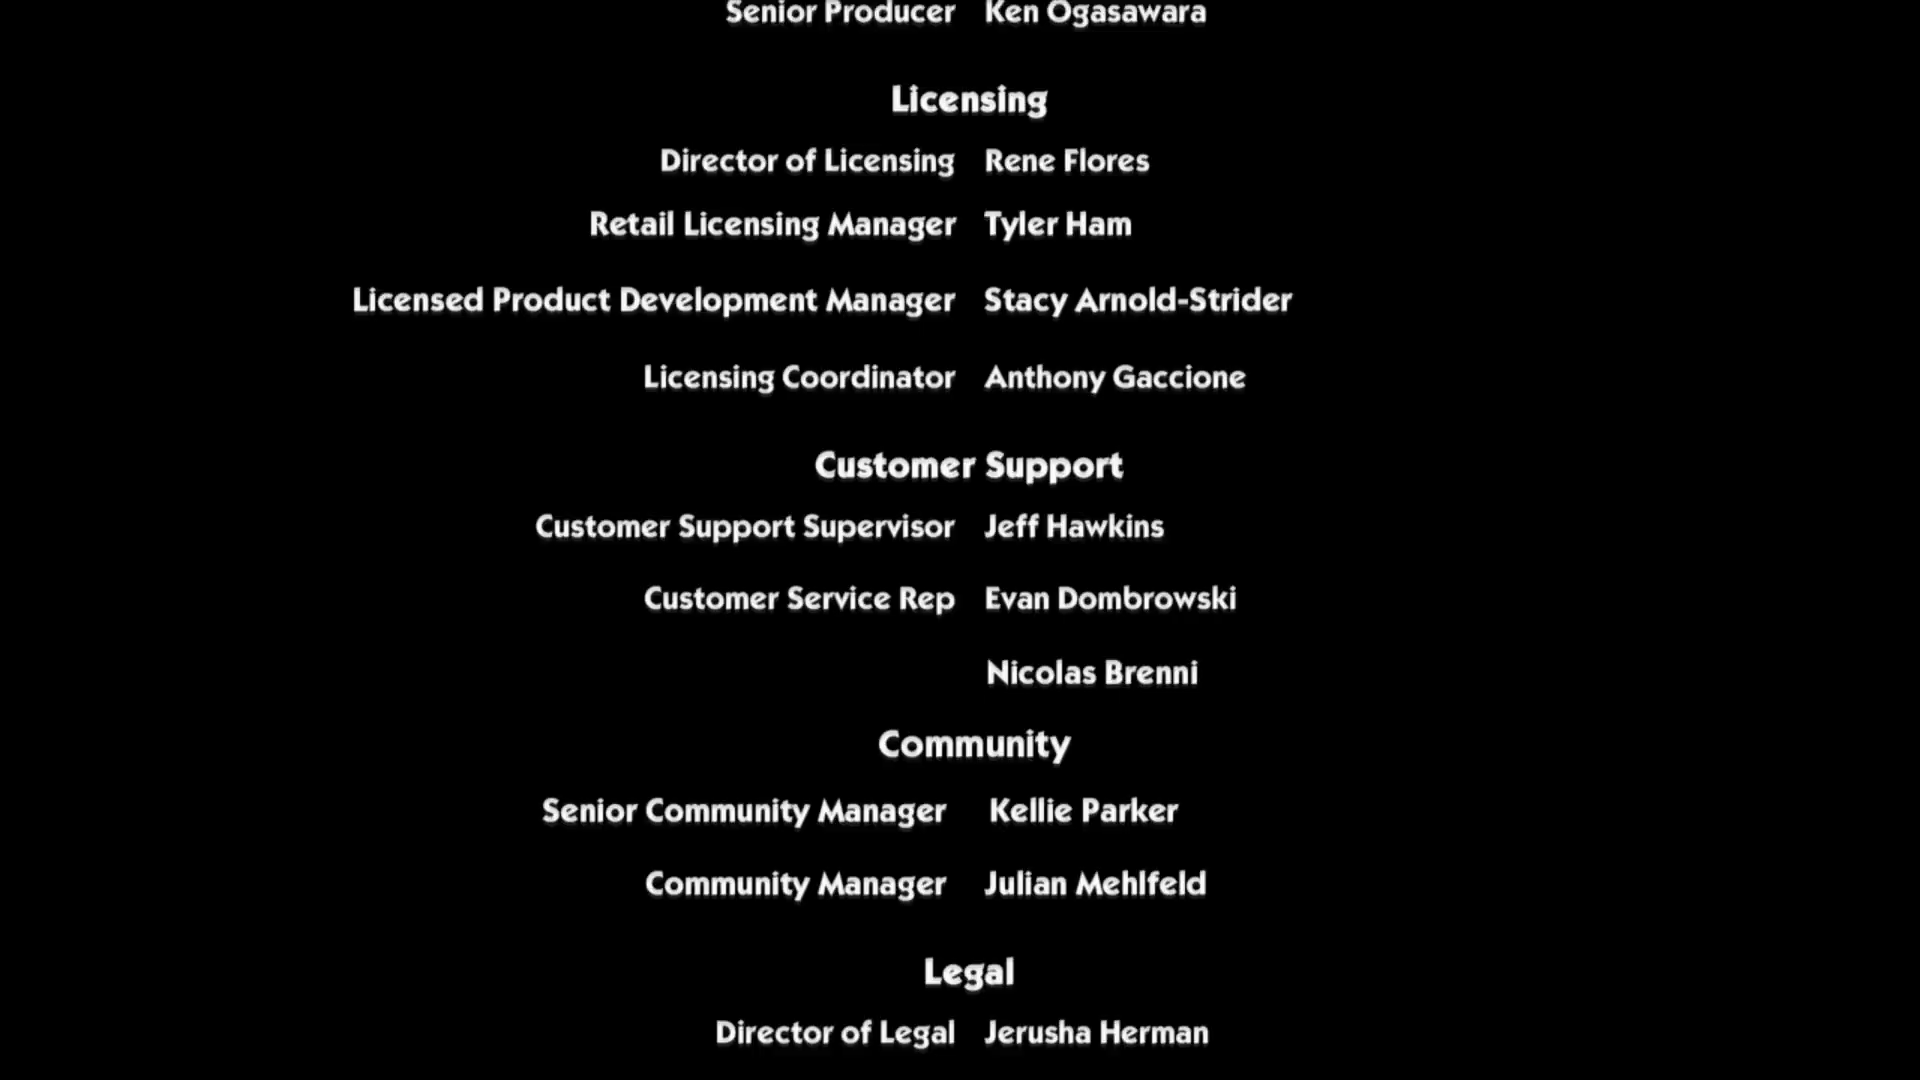 Senior Producer Ken Ogasawara
Licensing
Director of Licensing Rene Flores
Retail Licensing Manager Tyler Ham
Licensed Product Development Manager Stacy Arnold-Strider
Licensing Coordinator Anthony Gaccione
Customer Support
Customer Support Supervisor Jeff Hawkins
Customer Service Rep Evan Dombrowski
Nicolas Brenni
Community
Senior Community Manager Kellie Parker
Community Manager Julian Mehlfeld
Legal
Director of Legal Jerusha Herman